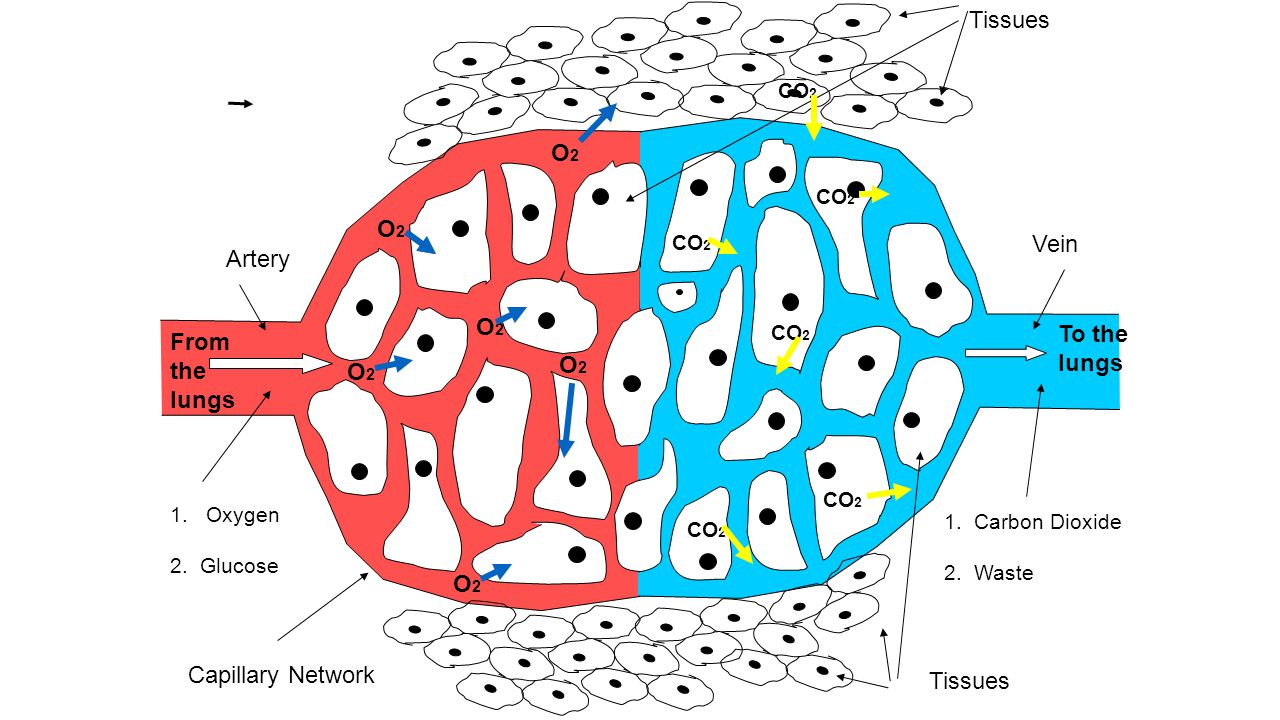 Tissues
CO2
O2
CO2
O2
CO2
Artery
Vein
O2
CO2
From
the
lungs
To the
lungs
O2
O2
1. Oxygen
2. Glucose
CO2
CO2
1. Carbon Dioxide
2. Waste
O2
Capillary Network
Tissues